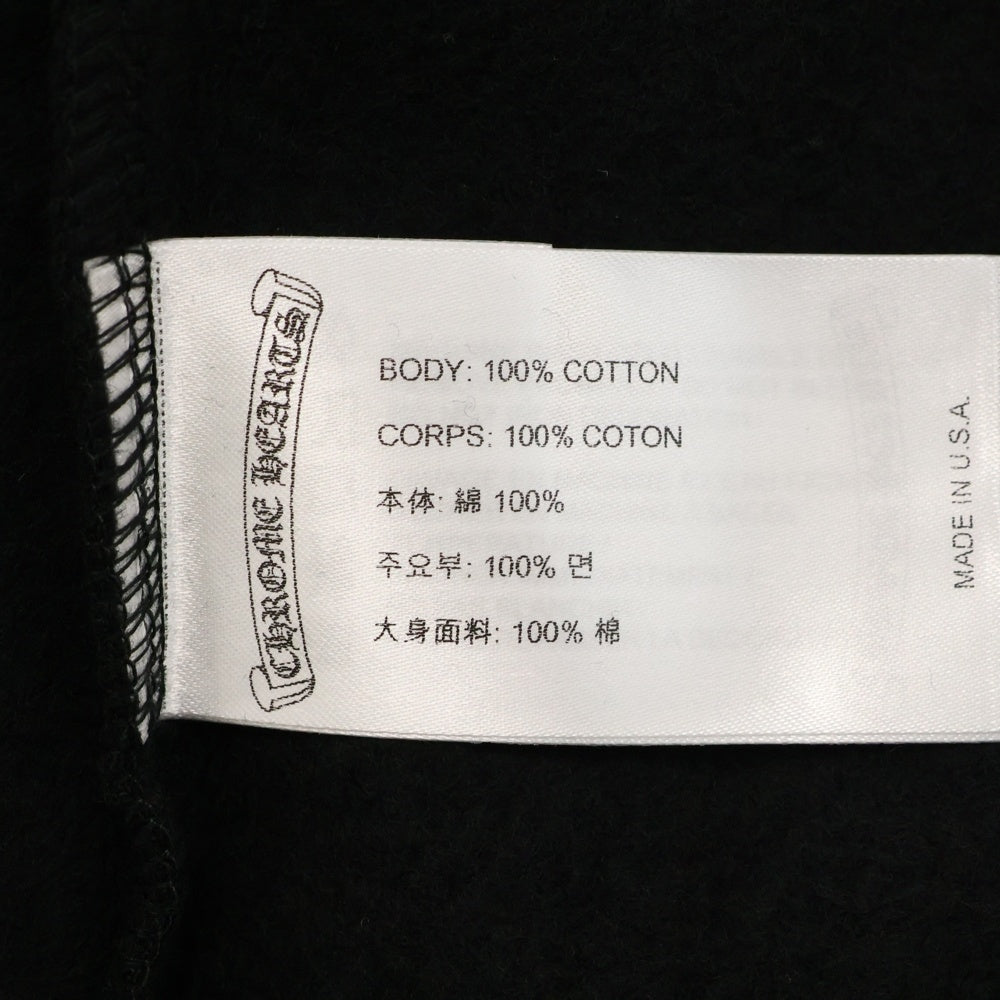 CHROME HEARTS
BODY: 100% COTTON
CORPS: 100% COTON
本体: 綿 100%
주요부: 100% 면
大身面料: 100% 棉
MADE IN U.S.A.